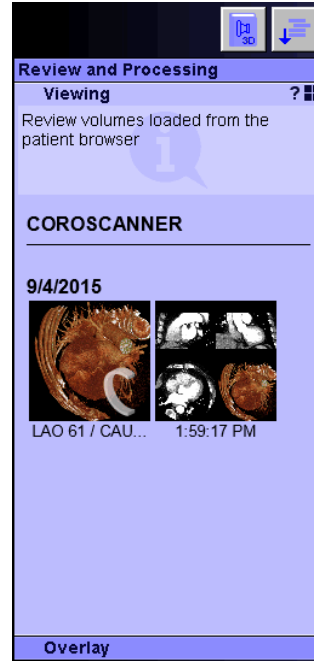 3D
Review and Processing
Viewing ?
Review volumes loaded from the
patient browser
COROSCANNER
9/4/2015
LAO 61 / CAU...
1:59:17 PM
Overlay